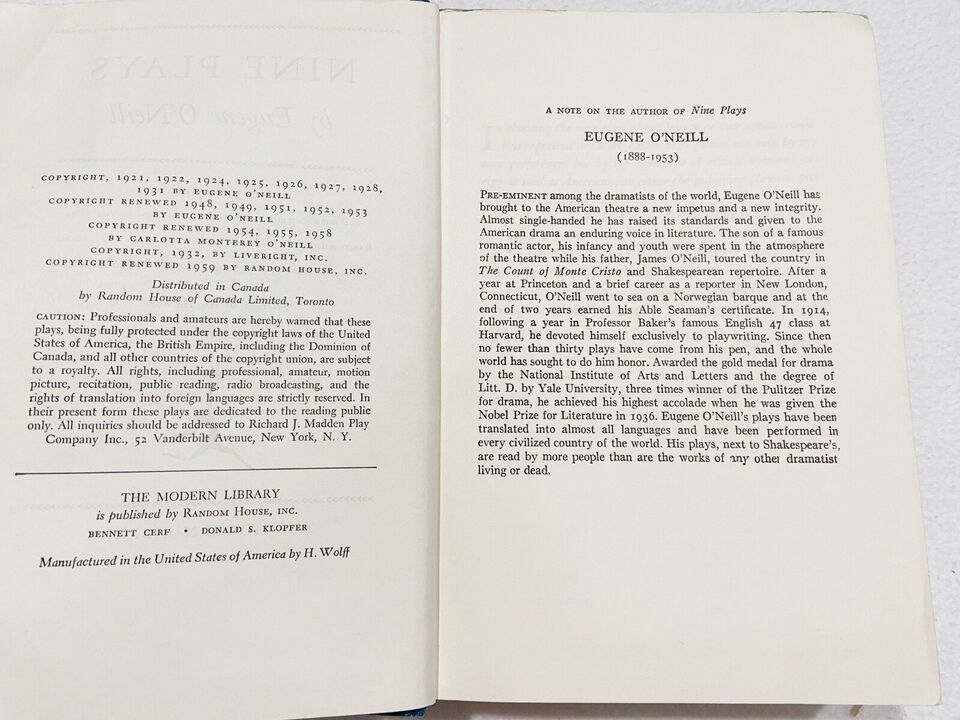 COPYRIGHT, 1921, 1922, 1924, 1925, 1926, 1927, 1928,
1931 BY EUGENE O'NEILL
COPYRIGHT RENEWED 1948, 1949, 1951, 1952, 1953
BY EUGENE O'NEILL
COPYRIGHT RENEWED 1954, 1955, 1958
BY CARLOTTA MONTEREY O'NEILL
COPYRIGHT, 1932, BY LIVERIGHT, INC.
COPYRIGHT RENEWED 1959 BY RANDOM HOUSE, INC.
Distributed in Canada
by Random House of Canada Limited, Toronto
CAUTION: Professionals and amateurs are hereby warned that these
plays, being fully protected under the copyright laws of the United
States of America, the British Empire, including the Dominion of
Canada, and all other countries of the copyright union, are subject
to a royalty. All rights, including professional, amateur, motion
picture, recitation, public reading, radio broadcasting, and the
rights of translation into foreign languages are strictly reserved. In
their present form these plays are dedicated to the reading public
only. All inquiries should be addressed to Richard J. Madden Play
Company Inc., 52 Vanderbilt Avenue, New York, N. Y.
THE MODERN LIBRARY
is published by RANDOM HOUSE, INC.
BENNETT CERF • DONALD S. KLOPFER
Manufactured in the United States of America by H. Wolff
A NOTE ON THE AUTHOR OF Nine Plays
EUGENE O'NEILL
(1888-1953)
PRE-EMINENT among the dramatists of the world, Eugene O'Neill has
brought to the American theatre a new impetus and a new integrity.
Almost single-handed he has raised its standards and given to the
American drama an enduring voice in literature. The son of a famous
romantic actor, his infancy and youth were spent in the atmosphere
of the theatre while his father, James O'Neill, toured the country in
The Count of Monte Cristo and Shakespearean repertoire. After a
year at Princeton and a brief career as a reporter in New London,
Connecticut, O'Neill went to sea on a Norwegian barque and at the
end of two years earned his Able Seaman's certificate. In 1914,
following a year in Professor Baker's famous English 47 class at
Harvard, he devoted himself exclusively to playwriting. Since then
no fewer than thirty plays have come from his pen, and the whole
world has sought to do him honor. Awarded the gold medal for drama
by the National Institute of Arts and Letters and the degree of
Litt. D. by Yale University, three times winner of the Pulitzer Prize
for drama, he achieved his highest accolade when he was given the
Nobel Prize for Literature in 1936. Eugene O'Neill's plays have been
translated into almost all languages and have been performed in
every civilized country of the world. His plays, next to Shakespeare's,
are read by more people than are the works of any other dramatist
living or dead.